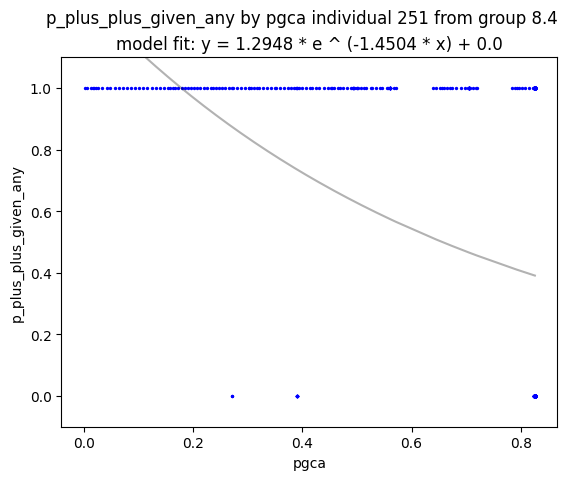 p_plus_plus_given_any by pgca individual 251 from group 8.4
model fit: y = 1.2948 * e ^ (-1.4504 * x) + 0.0
1.0
0.8
0.6
0.4
0.2
0.0
p_plus_plus_given_any
0.0 0.2 0.4 0.6 0.8
pgca